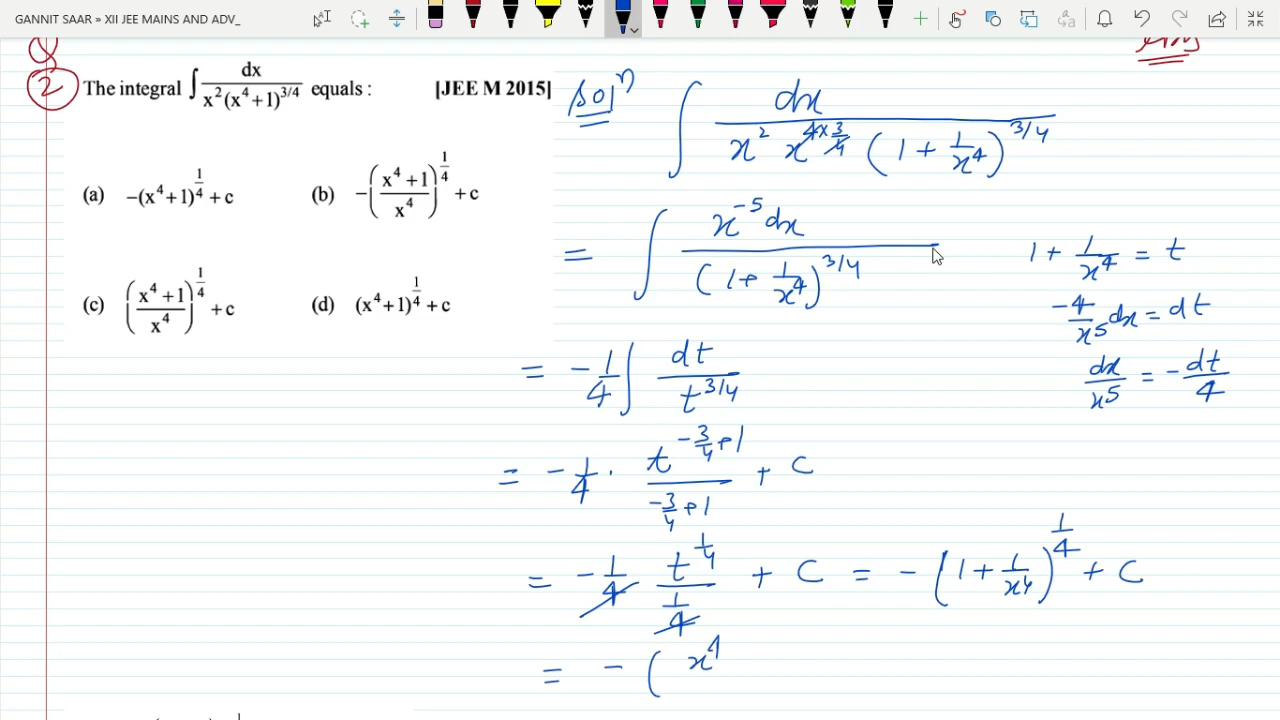 GANNIT SAAR » XII JEE MAINS AND ADV_
Q
Ans
2 The integral ∫ dx / x²(x⁴+1)^3/4 equals : [JEE M 2015]
(a) -(x⁴+1)^1/4 + c (b) -((x⁴+1)/x⁴)^1/4 + c
(c) ((x⁴+1)/x⁴)^1/4 + c (d) (x⁴+1)^1/4 + c
Solⁿ ∫ dx / x² x^4×3/4 (1 + 1/x⁴)^3/4
= ∫ x^-5 dx / (1 + 1/x⁴)^3/4
1 + 1/x⁴ = t
-4/x⁵ dx = dt
dx/x⁵ = -dt/4
= -1/4 ∫ dt / t^3/4
= -1/4 · t^(-3/4+1) / (-3/4+1) + C
= -1/4 t^1/4 / (1/4) + C = -(1 + 1/x⁴)^1/4 + C
= - ( x⁴